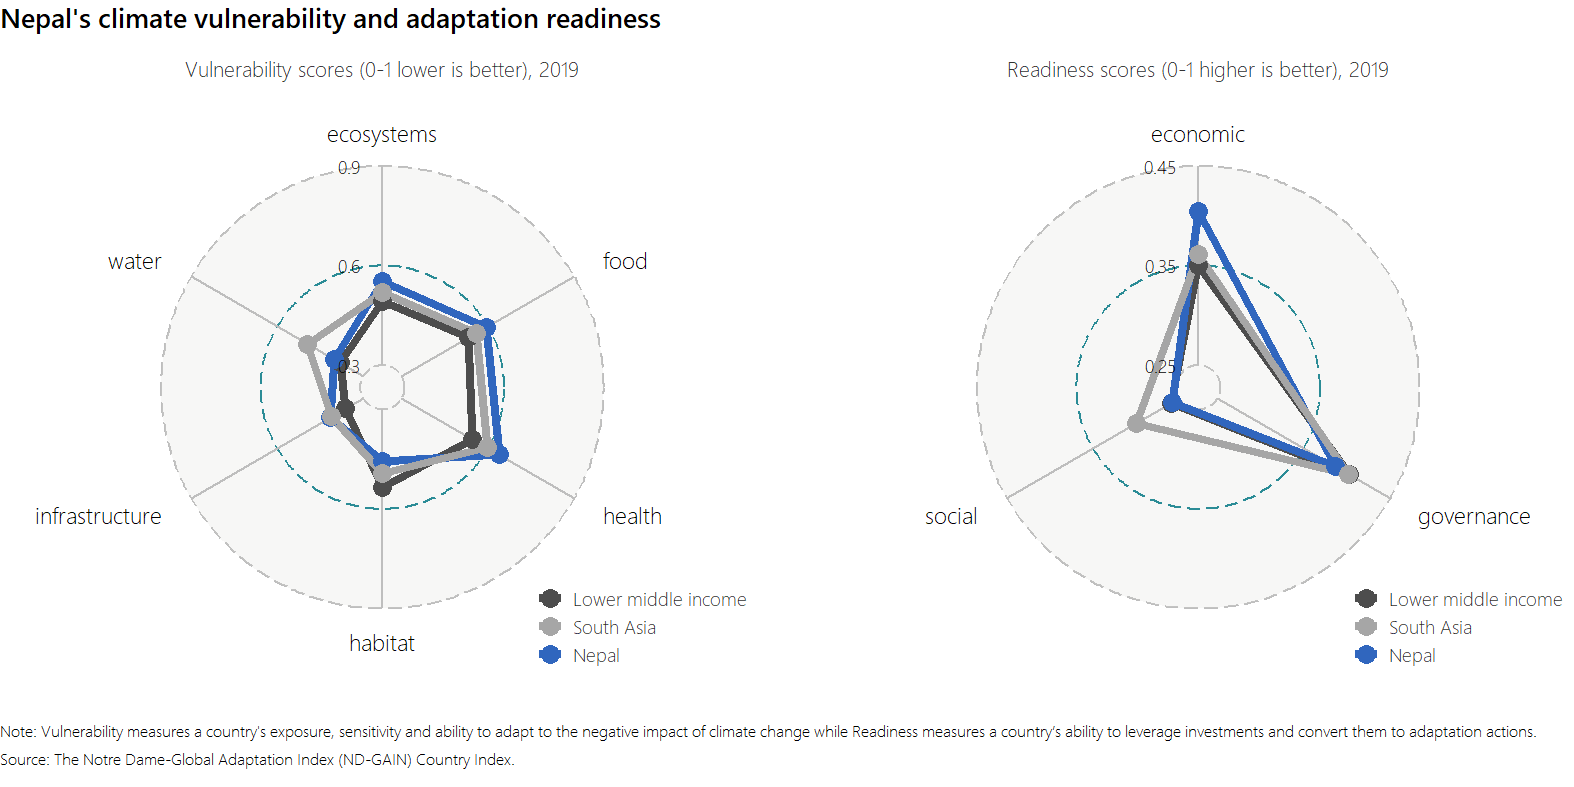 Nepal's climate vulnerability and adaptation readiness
Vulnerability scores (0-1 lower is better), 2019
ecosystems
0.9
water
food
0.6
0.3
infrastructure
health
habitat
Lower middle income
South Asia
Nepal
Readiness scores (0-1 higher is better), 2019
economic
0.45
0.35
0.25
social
governance
Lower middle income
South Asia
Nepal
Note: Vulnerability measures a country's exposure, sensitivity and ability to adapt to the negative impact of climate change while Readiness measures a country’s ability to leverage investments and convert them to adaptation actions.
Source: The Notre Dame-Global Adaptation Index (ND-GAIN) Country Index.